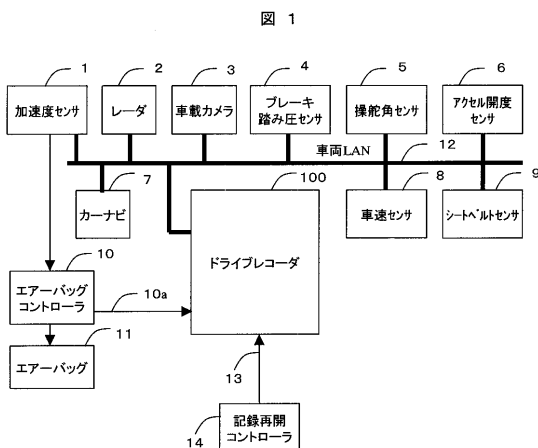 図 1
1
加速度センサ
2
レーダ
3
車載カメラ
4
ブレーキ
踏み圧センサ
5
操舵角センサ
6
アクセル開度
センサ
車両LAN
12
7
カーナビ
100
ドライブレコーダ
8
車速センサ
9
シートベルトセンサ
10
エアーバッグ
コントローラ
10a
11
エアーバッグ
13
14
記録再開
コントローラ